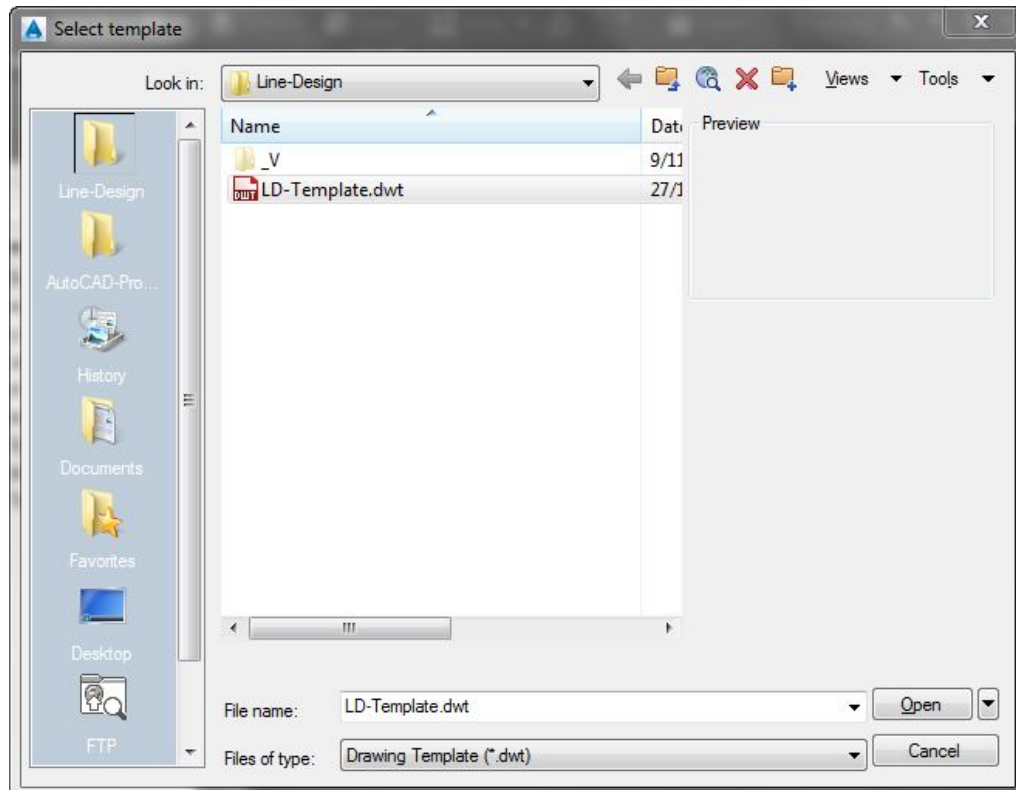 Select template
Look in: Line-Design Views Tools
Name Date Preview
_V 9/11
LD-Template.dwt 27/1
Line-Design
AutoCAD-Pro...
History
Documents
Favorites
Desktop
FTP
File name: LD-Template.dwt Open
Files of type: Drawing Template (*.dwt) Cancel